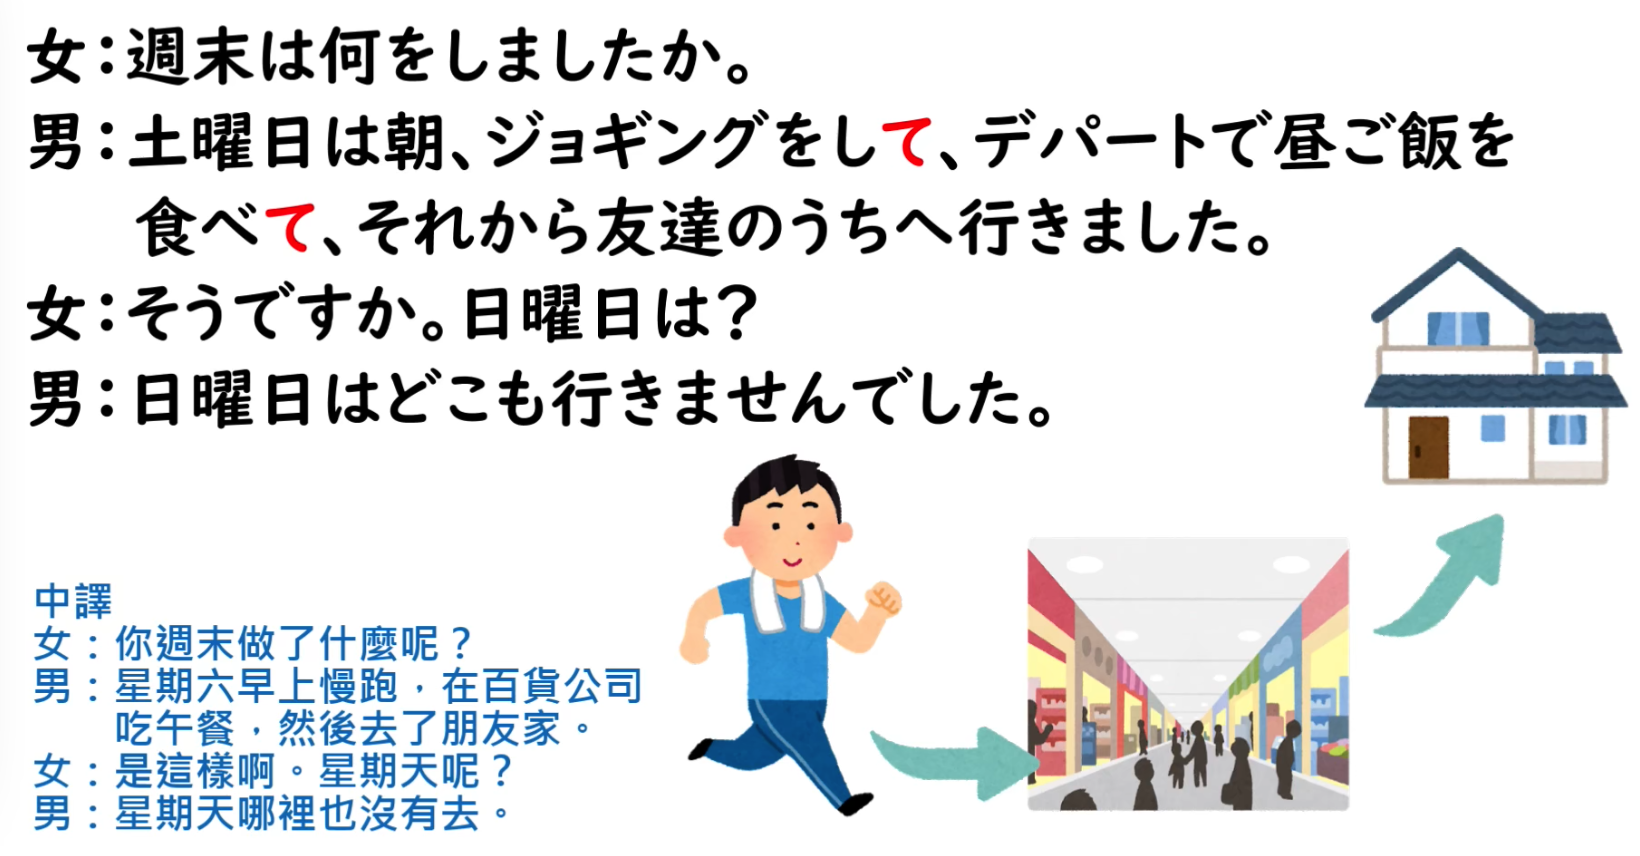 女：週末は何をしましたか。
男：土曜日は朝、ジョギングをして、デパートで昼ご飯を
食べて、それから友達のうちへ行きました。
女：そうですか。日曜日は？
男：日曜日はどこも行きませんでした。
中譯
女：你週末做了什麼呢？
男：星期六早上慢跑，在百貨公司
吃午餐，然後去了朋友家。
女：是這樣啊。星期天呢？
男：星期天哪裡也沒有去。